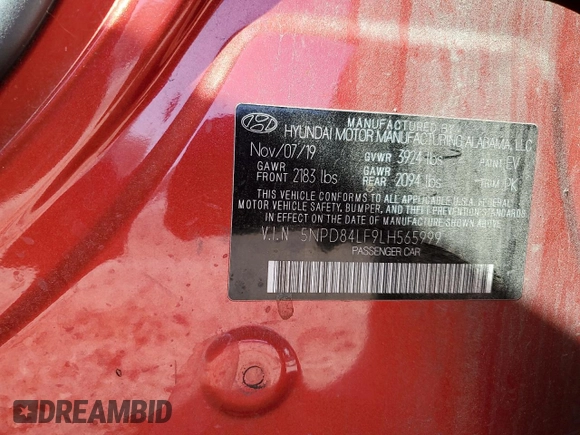 MANUFACTURED BY
HYUNDAI MOTOR MANUFACTURING ALABAMA, LLC
Nov/07/19 GVWR 3924 lbs PAINT EV
GAWR FRONT 2183 lbs GAWR REAR 2094 lbs TRIM PK
THIS VEHICLE CONFORMS TO ALL APPLICABLE U.S. FEDERAL
MOTOR VEHICLE SAFETY, BUMPER, AND THEFT PREVENTION STANDARDS
IN EFFECT ON THE DATE OF MANUFACTURE SHOWN ABOVE.
V.I.N 5NPD84LF9LH565999
PASSENGER CAR
DREAMBID